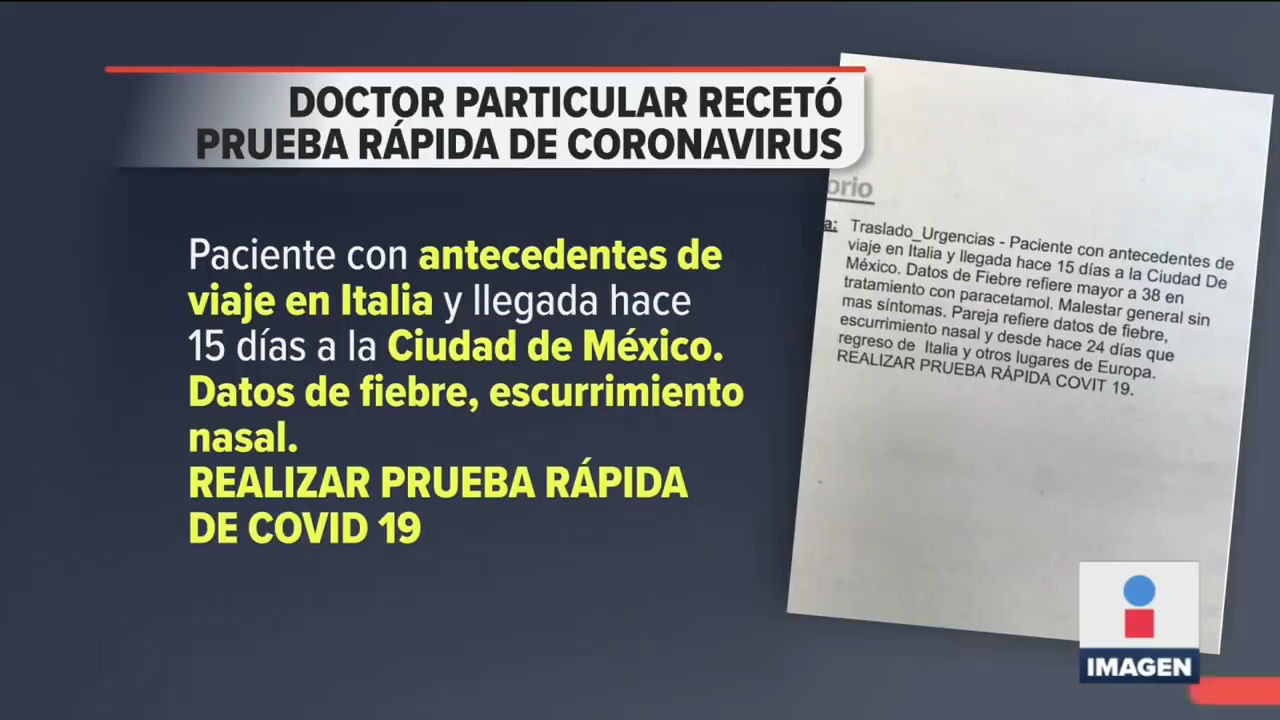 DOCTOR PARTICULAR RECETÓ
PRUEBA RÁPIDA DE CORONAVIRUS
Paciente con antecedentes de
viaje en Italia y llegada hace
15 días a la Ciudad de México.
Datos de fiebre, escurrimiento
nasal.
REALIZAR PRUEBA RÁPIDA
DE COVID 19
orio
a: Traslado_Urgencias - Paciente con antecedentes de
viaje en Italia y llegada hace 15 días a la Ciudad De
México. Datos de Fiebre refiere mayor a 38 en
tratamiento con paracetamol. Malestar general sin
mas síntomas. Pareja refiere datos de fiebre,
escurrimiento nasal y desde hace 24 días que
regreso de Italia y otros lugares de Europa.
REALIZAR PRUEBA RÁPIDA COVIT 19.
IMAGEN